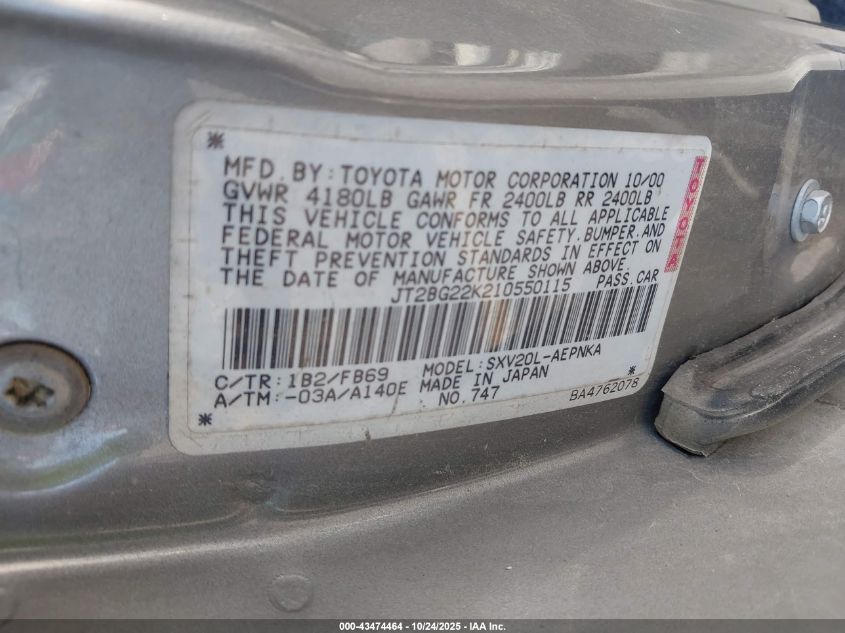 *
MFD. BY: TOYOTA MOTOR CORPORATION 10/00
GVWR 4180LB GAWR FR 2400LB RR 2400LB
THIS VEHICLE CONFORMS TO ALL APPLICABLE
FEDERAL MOTOR VEHICLE SAFETY,BUMPER,AND
THEFT PREVENTION STANDARDS IN EFFECT ON
THE DATE OF MANUFACTURE SHOWN ABOVE.
JT2BG22K210550115 PASS.CAR
TOYOTA
C/TR: 1B2/FB69 MODEL: SXV20L-AEPNKA
A/TM: -03A/A140E MADE IN JAPAN
* NO.747 BA4762078
000-43474464 - 10/24/2025 - IAA Inc.